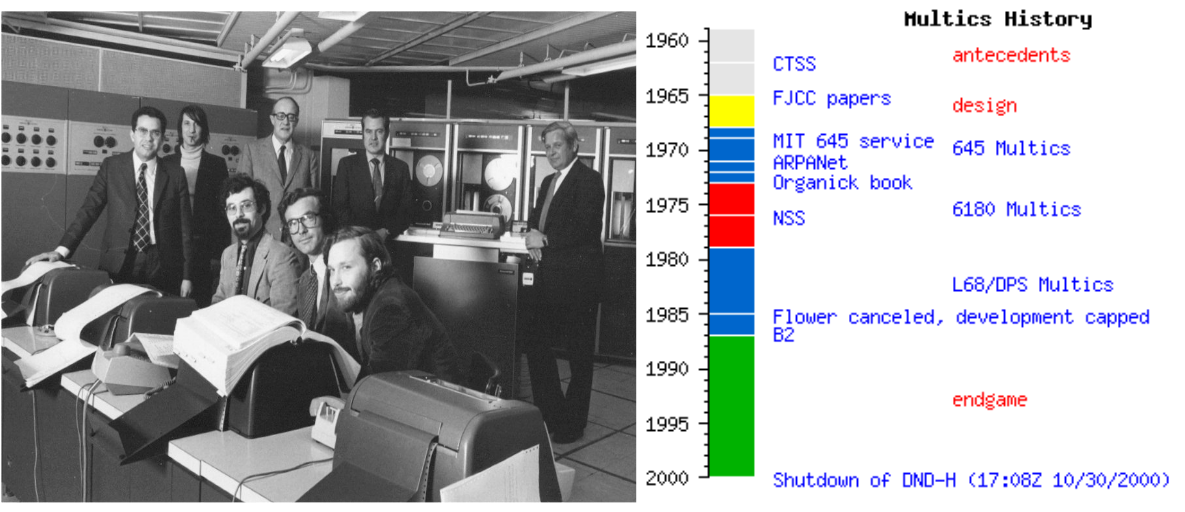 Multics History
1960
antecedents
CTSS
1965
FJCC papers
design
MIT 645 service
645 Multics
1970
ARPANet
Organick book
1975
6180 Multics
NSS
1980
L68/DPS Multics
1985
Flower canceled, development capped
B2
1990
endgame
1995
2000
Shutdown of DND-H (17:08Z 10/30/2000)